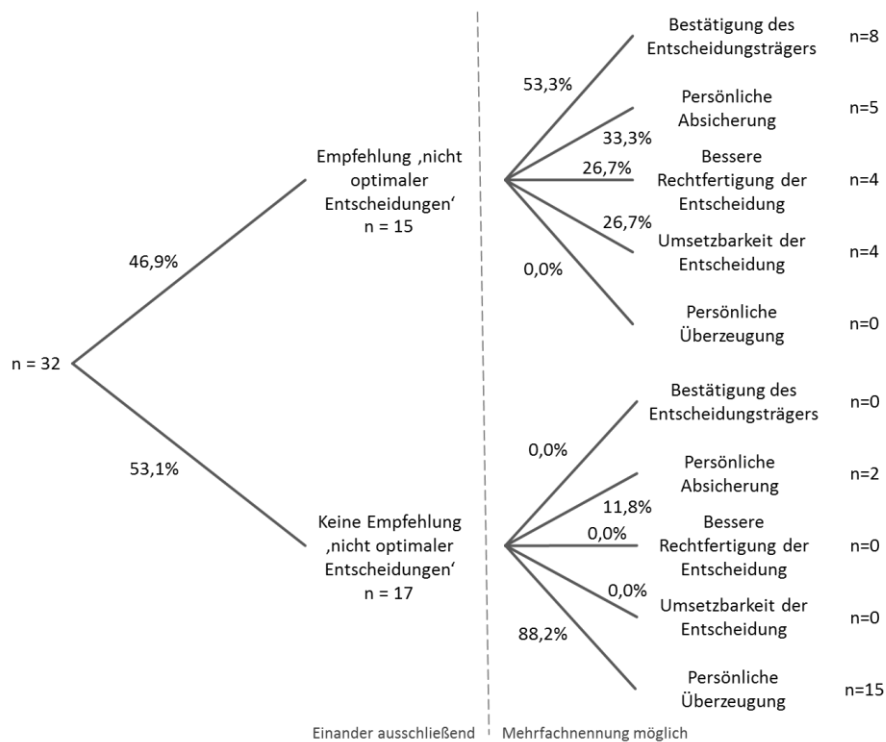 Bestätigung des
Entscheidungsträgers
n=8
53,3%
Persönliche
Absicherung
n=5
33,3%
Empfehlung ‚nicht
optimaler
Entscheidungen‘
n = 15
26,7%
Bessere
Rechtfertigung der
Entscheidung
n=4
26,7%
Umsetzbarkeit der
Entscheidung
n=4
0,0%
Persönliche
Überzeugung
n=0
46,9%
n = 32
53,1%
Bestätigung des
Entscheidungsträgers
n=0
0,0%
Persönliche
Absicherung
n=2
11,8%
Keine Empfehlung
‚nicht optimaler
Entscheidungen‘
n = 17
0,0%
Bessere
Rechtfertigung der
Entscheidung
n=0
0,0%
Umsetzbarkeit der
Entscheidung
n=0
88,2%
Persönliche
Überzeugung
n=15
Einander ausschließend
Mehrfachnennung möglich